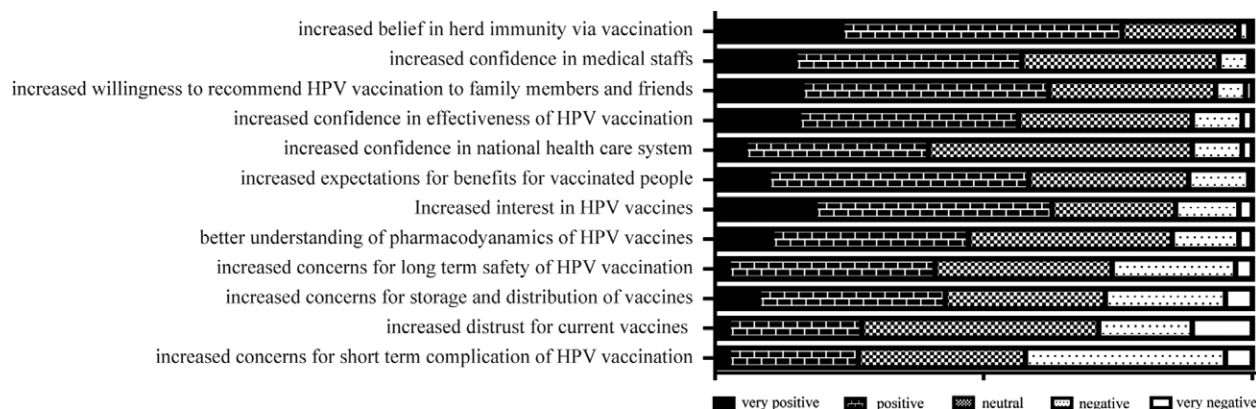 increased belief in herd immunity via vaccination
increased confidence in medical staffs
increased willingness to recommend HPV vaccination to family members and friends
increased confidence in effectiveness of HPV vaccination
increased confidence in national health care system
increased expectations for benefits for vaccinated people
Increased interest in HPV vaccines
better understanding of pharmacodyanamics of HPV vaccines
increased concerns for long term safety of HPV vaccination
increased concerns for storage and distribution of vaccines
increased distrust for current vaccines
increased concerns for short term complication of HPV vaccination
very positive positive neutral negative very negative